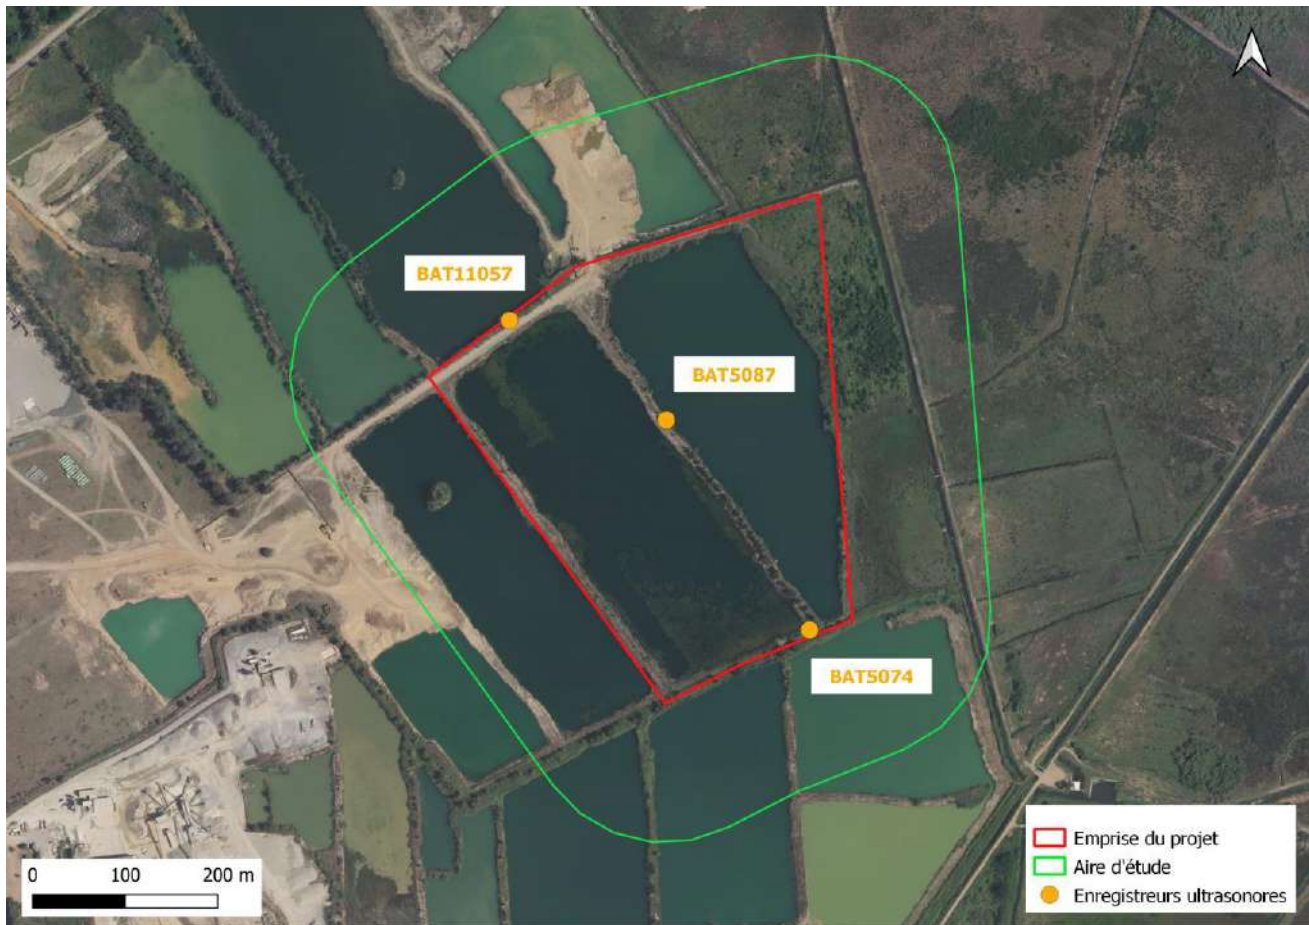 BAT11057
BAT5087
BAT5074
0 100 200 m
Emprise du projet
Aire d'étude
Enregistreurs ultrasonores